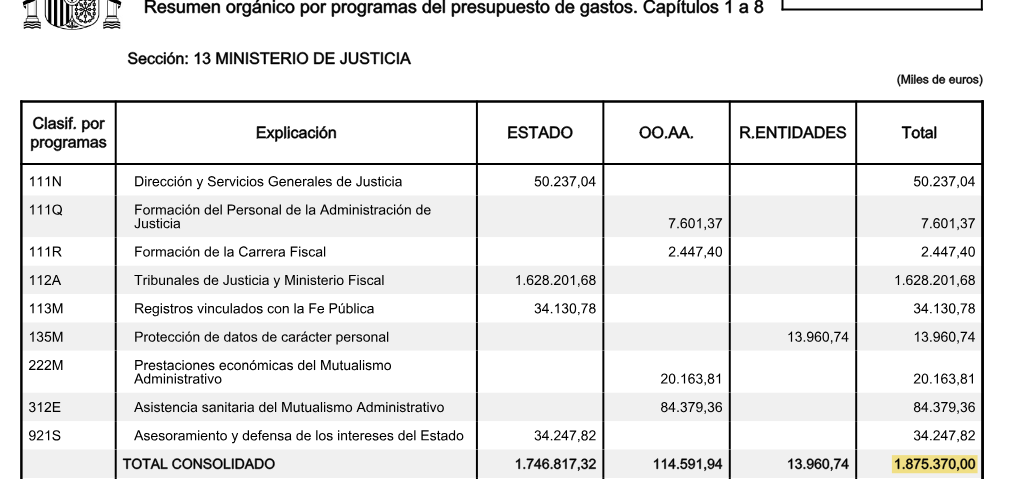 Resumen orgánico por programas del presupuesto de gastos. Capítulos 1 a 8
Sección: 13 MINISTERIO DE JUSTICIA
(Miles de euros)
Clasif. por programas Explicación ESTADO OO.AA. R.ENTIDADES Total
111N Dirección y Servicios Generales de Justicia 50.237,04 50.237,04
111Q Formación del Personal de la Administración de
Justicia 7.601,37 7.601,37
111R Formación de la Carrera Fiscal 2.447,40 2.447,40
112A Tribunales de Justicia y Ministerio Fiscal 1.628.201,68 1.628.201,68
113M Registros vinculados con la Fe Pública 34.130,78 34.130,78
135M Protección de datos de carácter personal 13.960,74 13.960,74
222M Prestaciones económicas del Mutualismo
Administrativo 20.163,81 20.163,81
312E Asistencia sanitaria del Mutualismo Administrativo 84.379,36 84.379,36
921S Asesoramiento y defensa de los intereses del Estado 34.247,82 34.247,82
TOTAL CONSOLIDADO 1.746.817,32 114.591,94 13.960,74 1.875.370,00